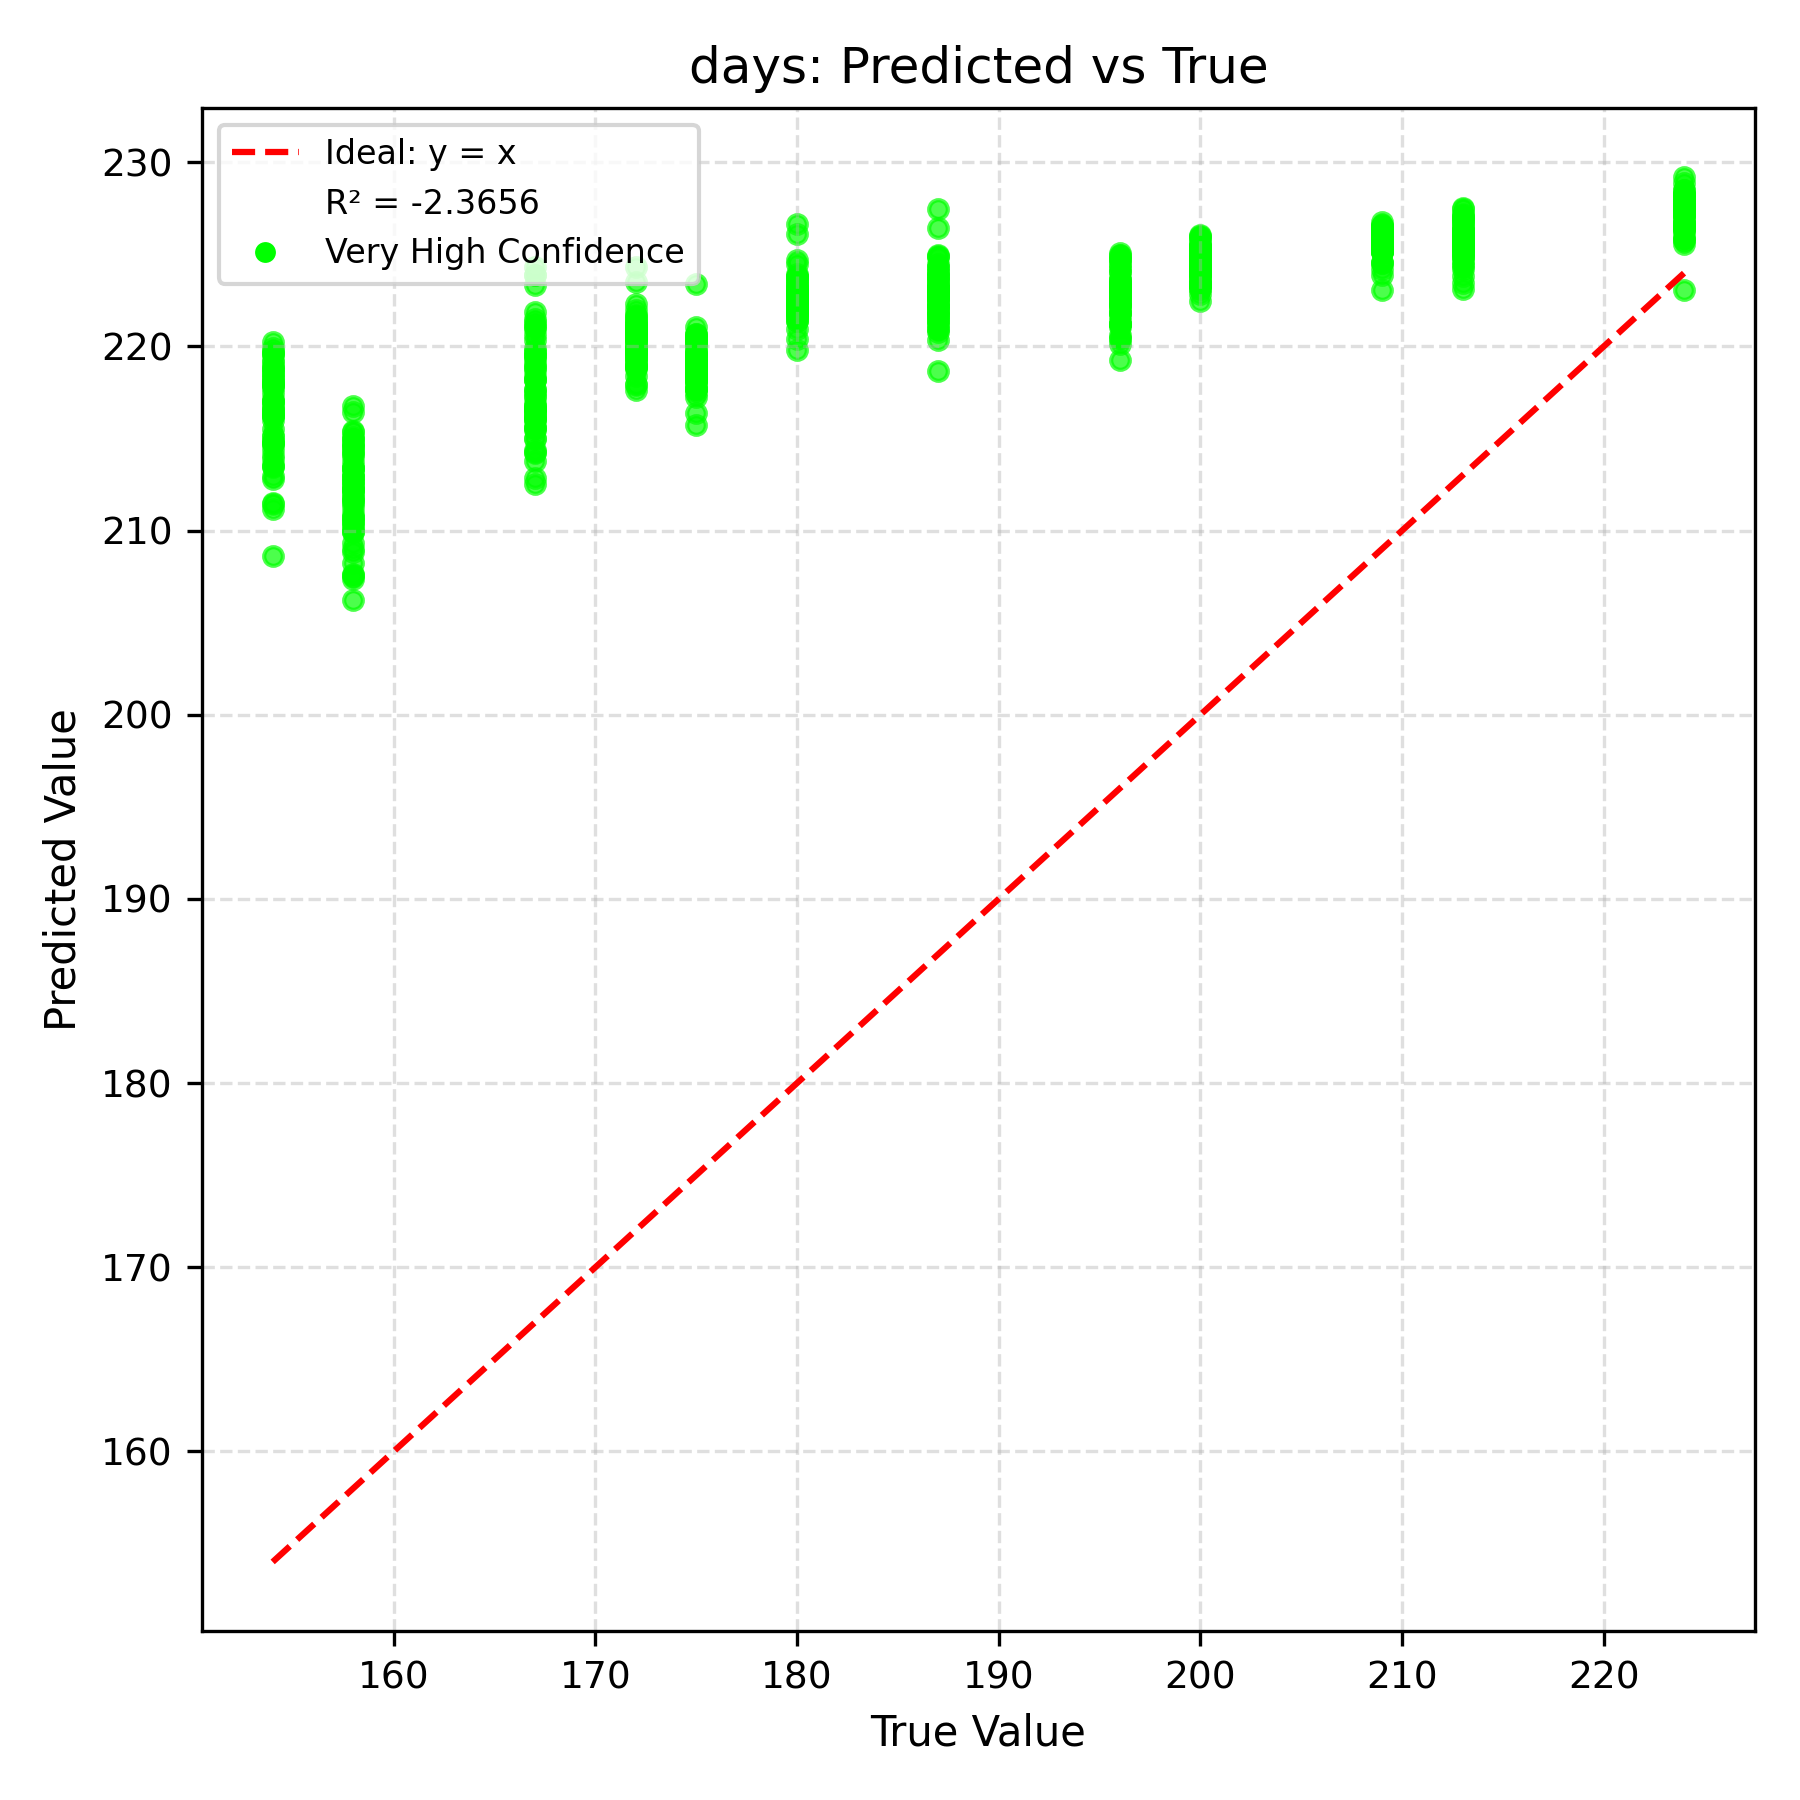 days: Predicted vs True
Ideal: y = x
R² = -2.3656
Very High Confidence
230
220
210
200
190
180
170
160
Predicted Value
160 170 180 190 200 210 220
True Value